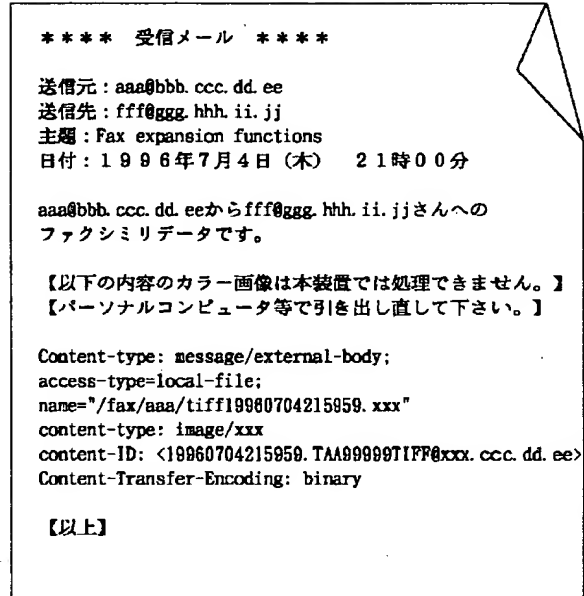 ＊＊＊＊ 受信メール ＊＊＊＊
送信元：aaa@bbb.ccc.dd.ee
送信先：fff@ggg.hhh.ii.jj
主題：Fax expansion functions
日付：１９９６年７月４日（木） ２１時００分
aaa@bbb.ccc.dd.eeからfff@ggg.hhh.ii.jjさんへの
ファクシミリデータです。
【以下の内容のカラー画像は本装置では処理できません。】
【パーソナルコンピュータ等で引き出し直して下さい。】
Content-type: message/external-body;
access-type=local-file;
name="/fax/aaa/tiff19960704215959.xxx"
content-type: image/xxx
content-ID: <19960704215959.TAA99999TIFF@xxx.ccc.dd.ee>
Content-Transfer-Encoding: binary
【以上】